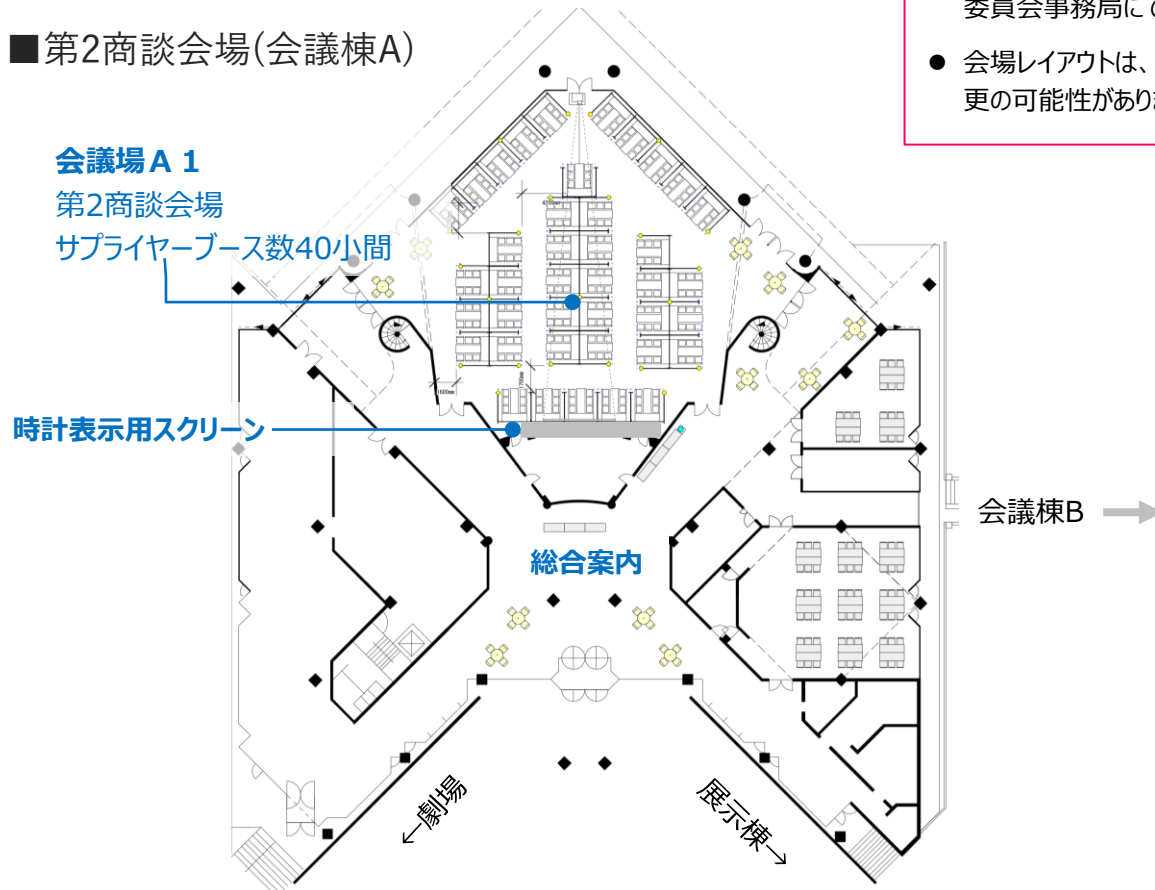 委員会事務局にて
● 会場レイアウトは、
更の可能性がありま
■第2商談会場(会議棟A)
会議場A 1
第2商談会場
サプライヤーブース数40小間
時計表示用スクリーン
会議棟B
総合案内
←劇場
展示棟→
1600mm